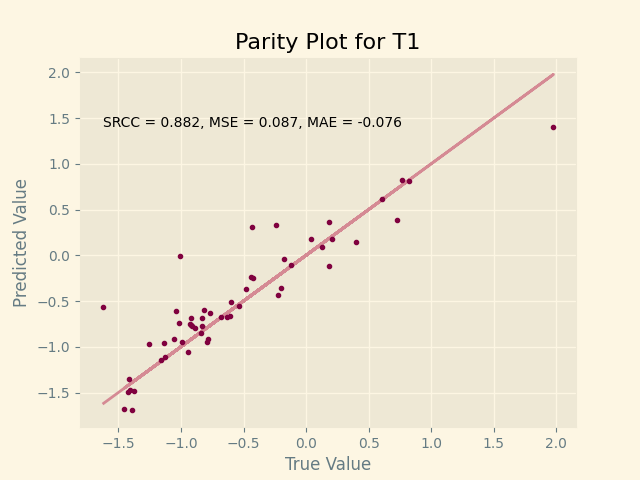 Parity Plot for T1
SRCC = 0.882, MSE = 0.087, MAE = -0.076
Predicted Value
2.0
1.5
1.0
0.5
0.0
−0.5
−1.0
−1.5
−1.5 −1.0 −0.5 0.0 0.5 1.0 1.5 2.0
True Value